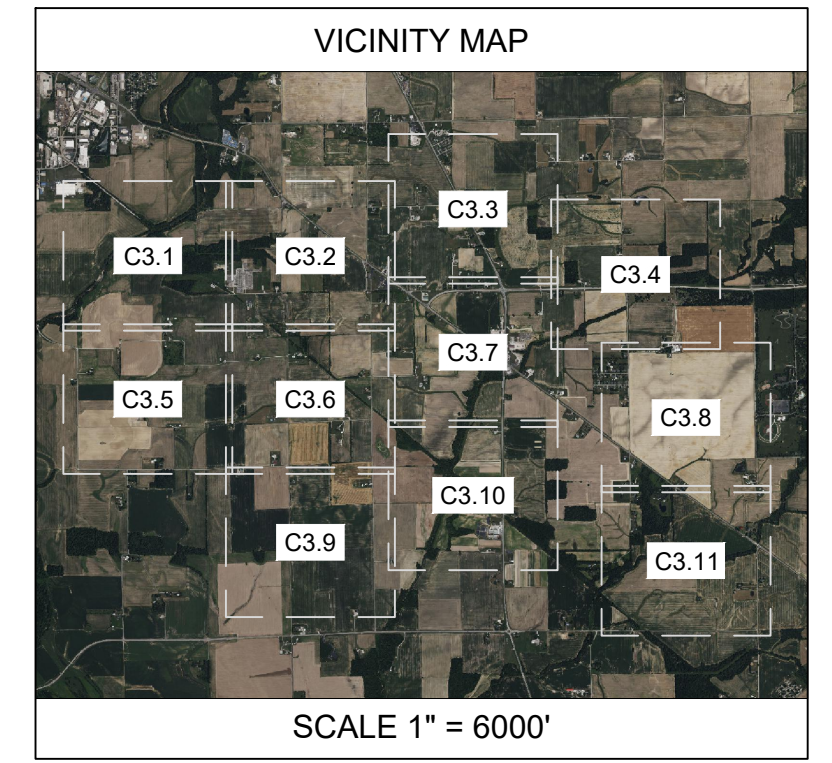 VICINITY MAP
C3.3
C3.1
C3.2
C3.4
C3.7
C3.5
C3.6
C3.8
C3.10
C3.9
C3.11
SCALE 1" = 6000'